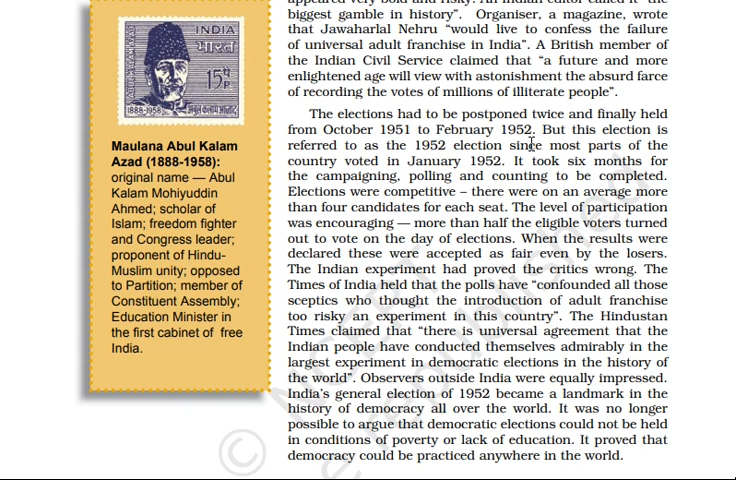 appeared very bold and risky. An Indian editor called it "the
biggest gamble in history". Organiser, a magazine, wrote
that Jawaharlal Nehru "would live to confess the failure
of universal adult franchise in India". A British member of
the Indian Civil Service claimed that "a future and more
enlightened age will view with astonishment the absurd farce
of recording the votes of millions of illiterate people".
The elections had to be postponed twice and finally held
from October 1951 to February 1952. But this election is
referred to as the 1952 election since most parts of the
country voted in January 1952. It took six months for
the campaigning, polling and counting to be completed.
Elections were competitive – there were on an average more
than four candidates for each seat. The level of participation
was encouraging — more than half the eligible voters turned
out to vote on the day of elections. When the results were
declared these were accepted as fair even by the losers.
The Indian experiment had proved the critics wrong. The
Times of India held that the polls have "confounded all those
sceptics who thought the introduction of adult franchise
too risky an experiment in this country". The Hindustan
Times claimed that "there is universal agreement that the
Indian people have conducted themselves admirably in the
largest experiment in democratic elections in the history of
the world". Observers outside India were equally impressed.
India's general election of 1952 became a landmark in the
history of democracy all over the world. It was no longer
possible to argue that democratic elections could not be held
in conditions of poverty or lack of education. It proved that
democracy could be practiced anywhere in the world.
INDIA
भारत
15
1888-1958
Maulana Abul Kalam
Azad (1888-1958):
original name — Abul
Kalam Mohiyuddin
Ahmed; scholar of
Islam; freedom fighter
and Congress leader;
proponent of Hindu-
Muslim unity; opposed
to Partition; member of
Constituent Assembly;
Education Minister in
the first cabinet of free
India.
© NCERT
be republished